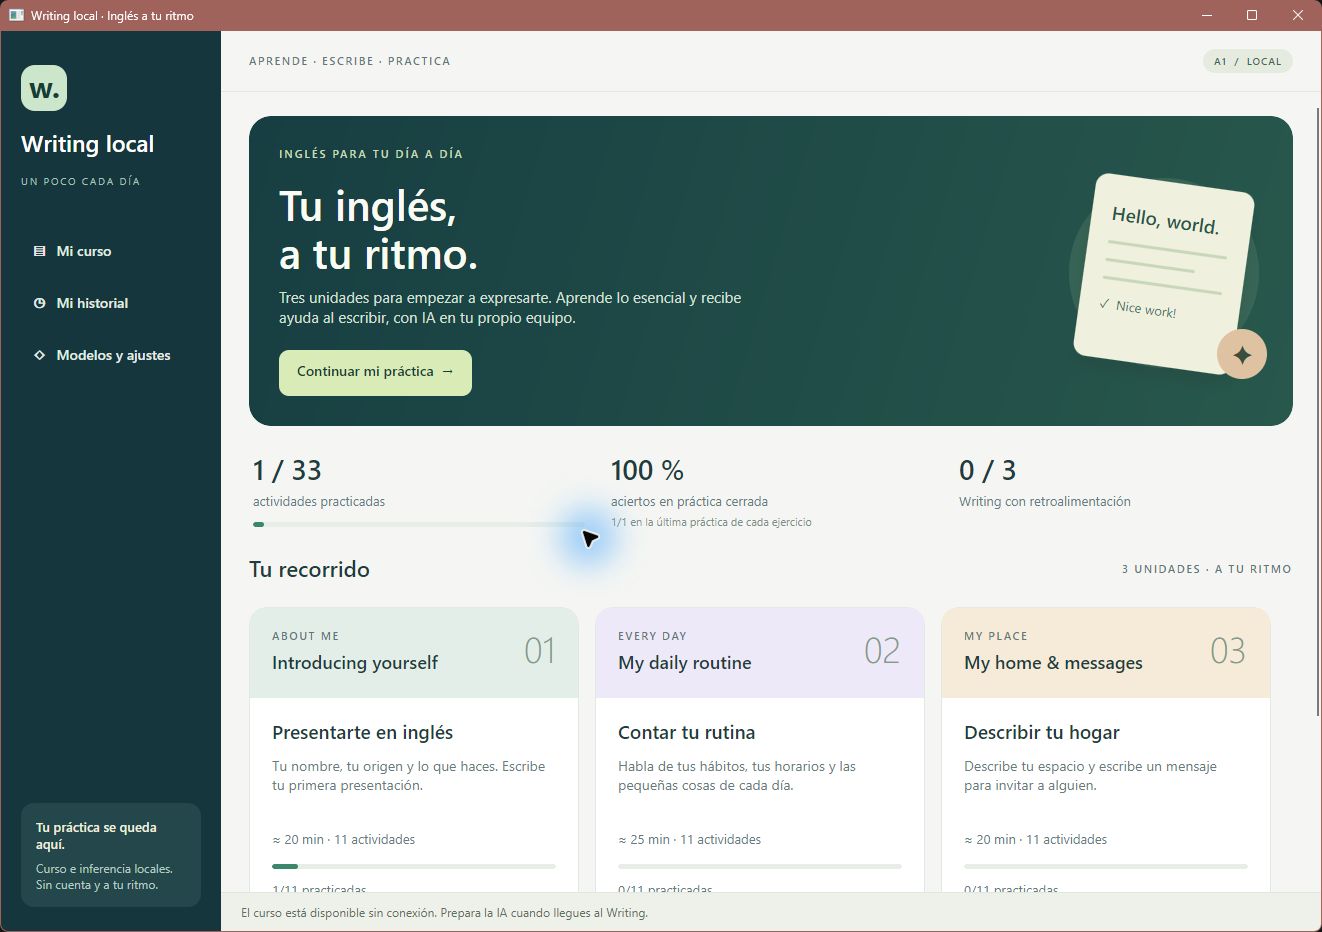 Writing local · Inglés a tu ritmo
w.
Writing local
UN POCO CADA DÍA
Mi curso
Mi historial
Modelos y ajustes
Tu práctica se queda
aquí.
Curso e inferencia locales.
Sin cuenta y a tu ritmo.
APRENDE · ESCRIBE · PRACTICA
A1 / LOCAL
INGLÉS PARA TU DÍA A DÍA
Tu inglés,
a tu ritmo.
Tres unidades para empezar a expresarte. Aprende lo esencial y recibe
ayuda al escribir, con IA en tu propio equipo.
Continuar mi práctica →
Hello, world.
✓ Nice work!
1 / 33
actividades practicadas
100 %
aciertos en práctica cerrada
1/1 en la última práctica de cada ejercicio
0 / 3
Writing con retroalimentación
Tu recorrido
3 UNIDADES · A TU RITMO
ABOUT ME
Introducing yourself
01
Presentarte en inglés
Tu nombre, tu origen y lo que haces. Escribe
tu primera presentación.
≈ 20 min · 11 actividades
1/11 practicadas
EVERY DAY
My daily routine
02
Contar tu rutina
Habla de tus hábitos, tus horarios y las
pequeñas cosas de cada día.
≈ 25 min · 11 actividades
0/11 practicadas
MY PLACE
My home & messages
03
Describir tu hogar
Describe tu espacio y escribe un mensaje
para invitar a alguien.
≈ 20 min · 11 actividades
0/11 practicadas
El curso está disponible sin conexión. Prepara la IA cuando llegues al Writing.